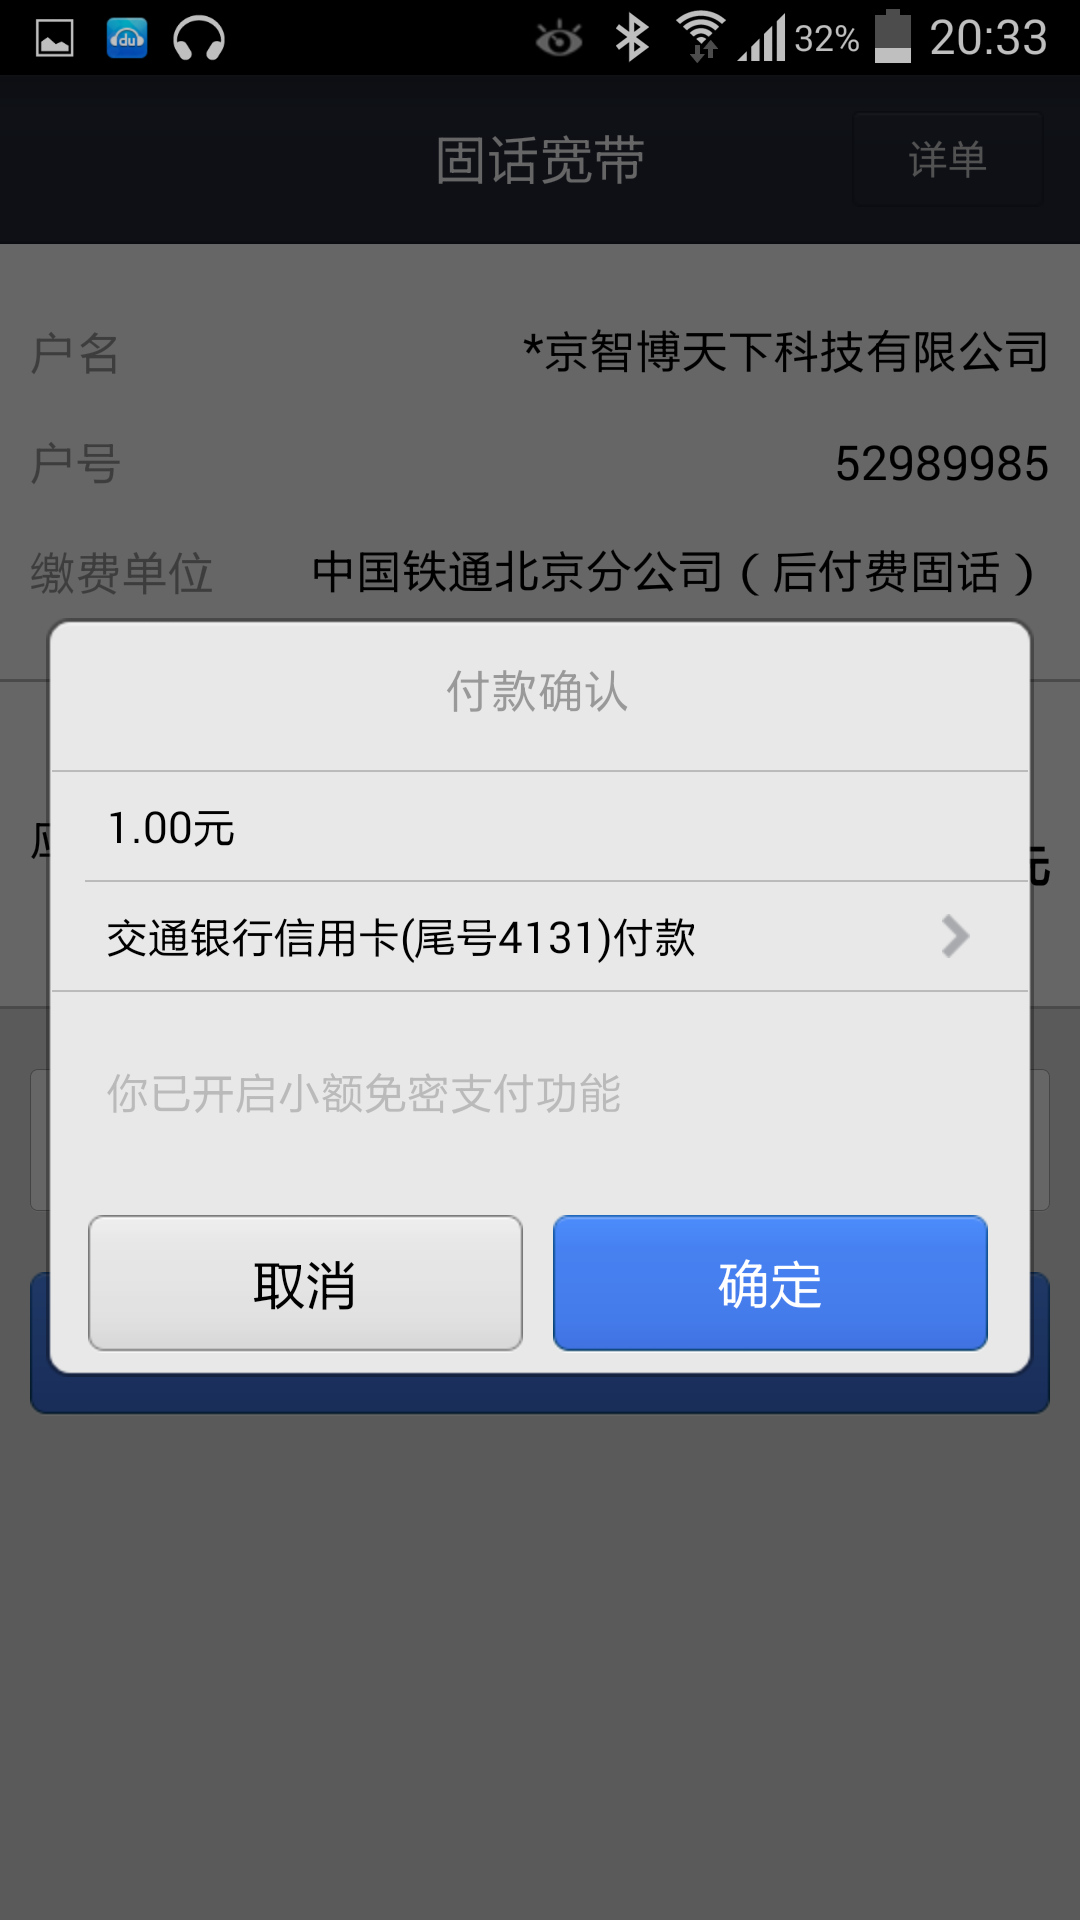 du 32% 20:33
固话宽带 详单
户名 *京智博天下科技有限公司
户号 52989985
缴费单位 中国铁通北京分公司（后付费固话）
付款确认
1.00元
元
交通银行信用卡(尾号4131)付款
你已开启小额免密支付功能
取消 确定